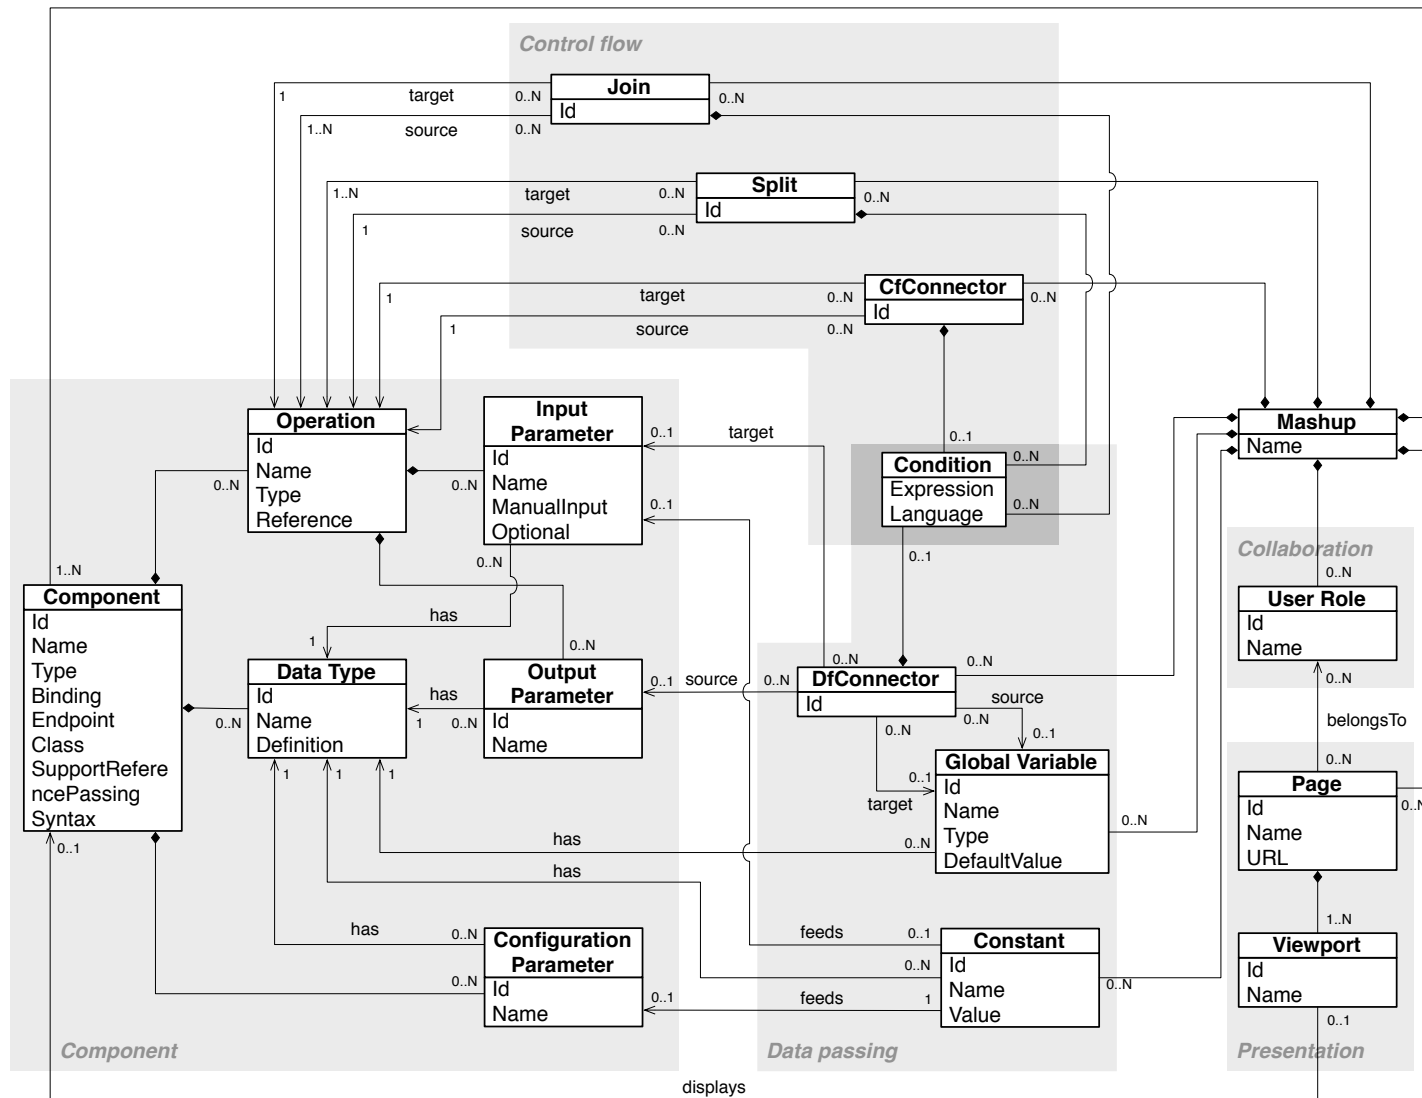 Control flow
Join
Id
1
target
0..N
0..N
1..N
source
0..N
Split
Id
1..N
target
0..N
0..N
1
source
0..N
CfConnector
Id
1
target
0..N
0..N
1
source
0..N
Operation
Id
Name
Type
Reference
0..N
0..N
Input
Parameter
Id
Name
ManualInput
Optional
0..1
target
0..1
0..N
0..1
Condition
Expression
Language
0..N
0..N
0..1
Mashup
Name
Collaboration
0..N
User Role
Id
Name
0..N
belongsTo
0..N
1..N
Component
Id
Name
Type
Binding
Endpoint
Class
SupportRefere
ncePassing
Syntax
0..1
0..N
has
1
Data Type
Id
Name
Definition
1
1
1
has
1
0..N
0..N
Output
Parameter
Id
Name
0..1
source
0..N
0..N
DfConnector
Id
0..N
source
0..N
0..N
0..1
0..1
target
Global Variable
Id
Name
Type
DefaultValue
0..N
has
0..N
has
Page
Id
Name
URL
0..N
1..N
has
0..N
0..N
Configuration
Parameter
Id
Name
feeds
0..1
0..N
0..1
feeds
1
Constant
Id
Name
Value
0..N
Viewport
Id
Name
0..1
Component
Data passing
Presentation
displays